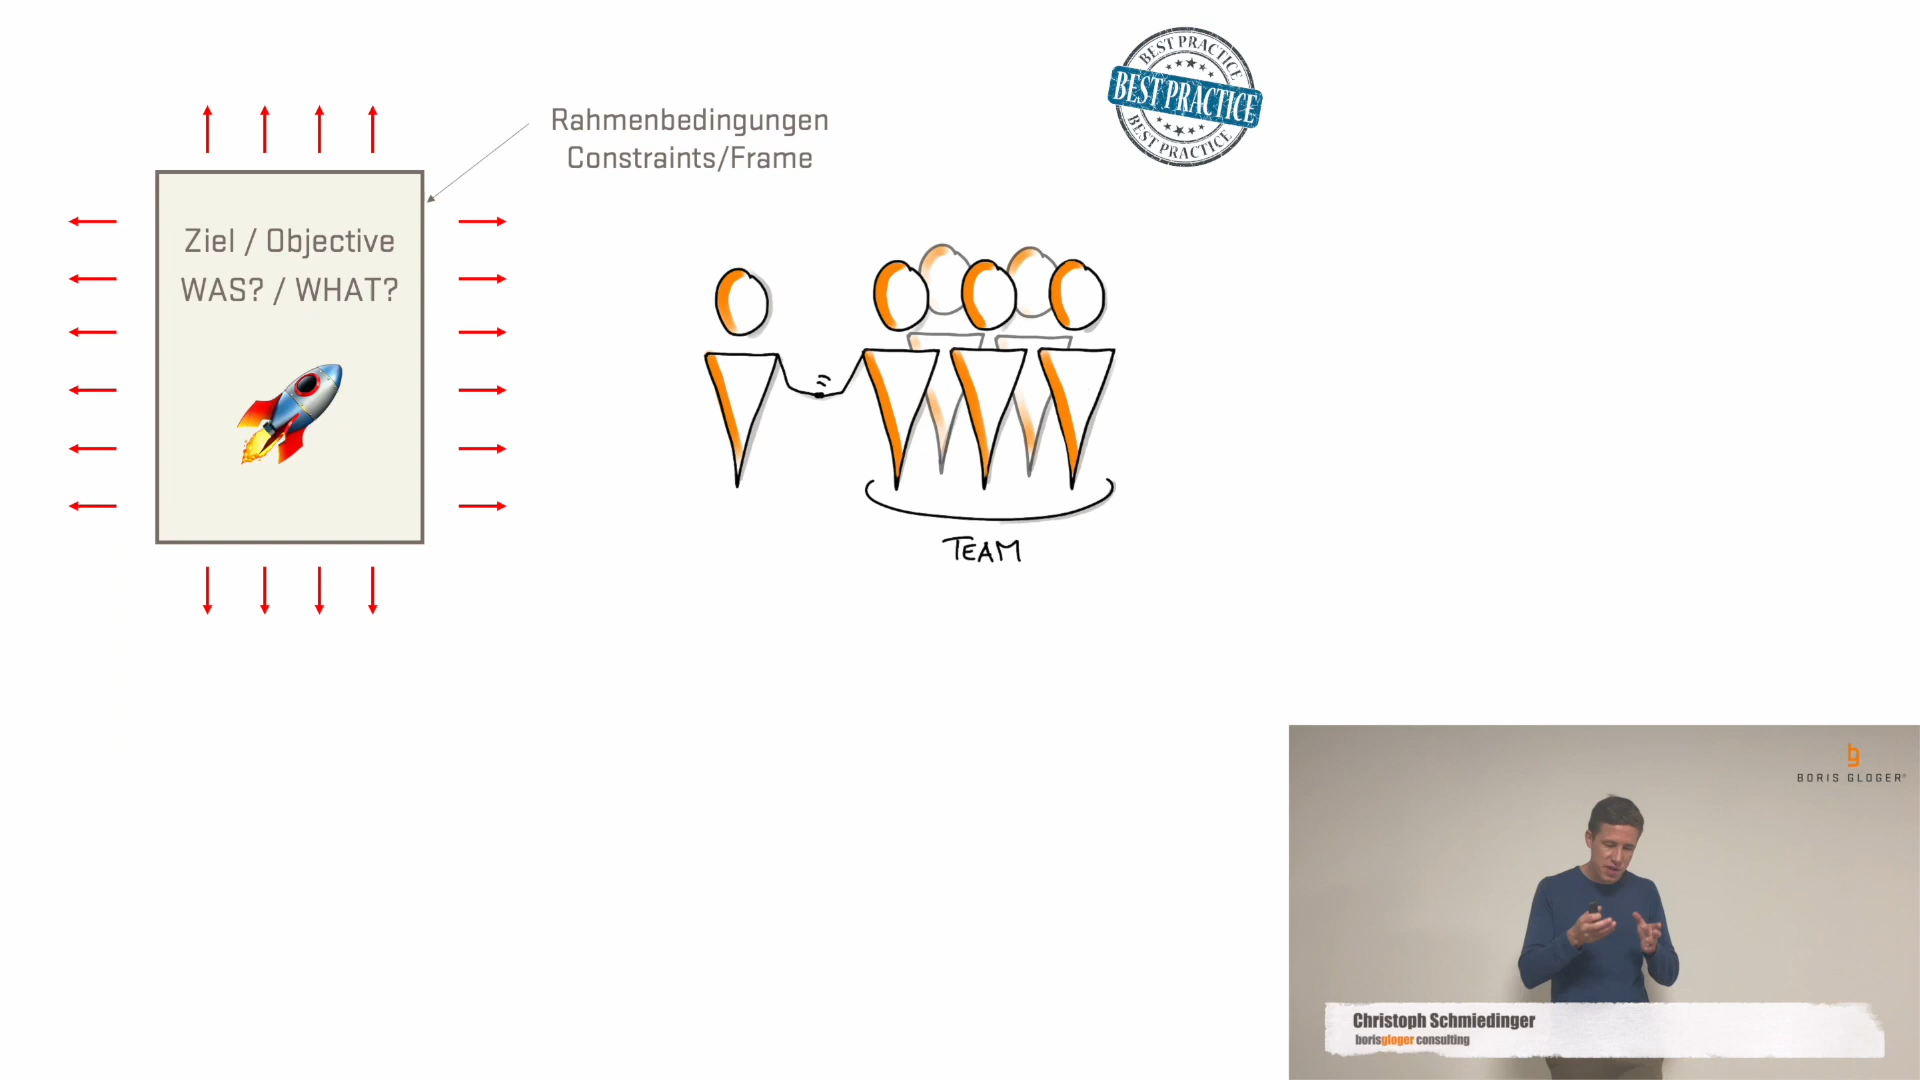 BEST PRACTICE
BEST PRACTICE
BEST PRACTICE
Rahmenbedingungen
Constraints/Frame
Ziel / Objective
WAS? / WHAT?
TEAM
BORIS GLOGER®
Christoph Schmiedinger
borisgloger consulting